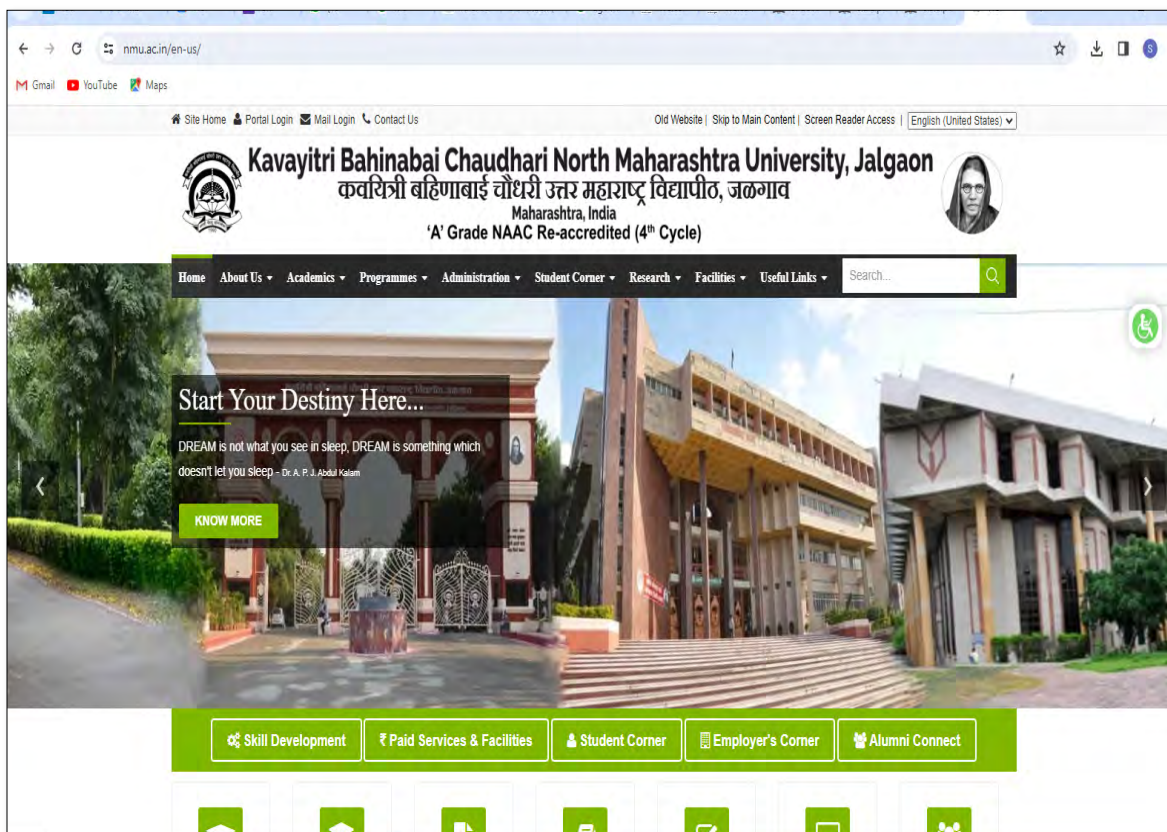 nmu.ac.in/en-us/
S
Gmail YouTube Maps
Site Home Portal Login Mail Login Contact Us Old Website | Skip to Main Content | Screen Reader Access | English (United States)
Kavayitri Bahinabai Chaudhari North Maharashtra University, Jalgaon
कवयित्री बहिणाबाई चौधरी उत्तर महाराष्ट्र विद्यापीठ, जळगाव
Maharashtra, India
‘A’ Grade NAAC Re-accredited (4th Cycle)
Home About Us Academics Programmes Administration Student Corner Research Facilities Useful Links Search...
Start Your Destiny Here...
DREAM is not what you see in sleep, DREAM is something which
doesn't let you sleep - Dr. A. P. J. Abdul Kalam
KNOW MORE
Skill Development ₹ Paid Services & Facilities Student Corner Employer's Corner Alumni Connect